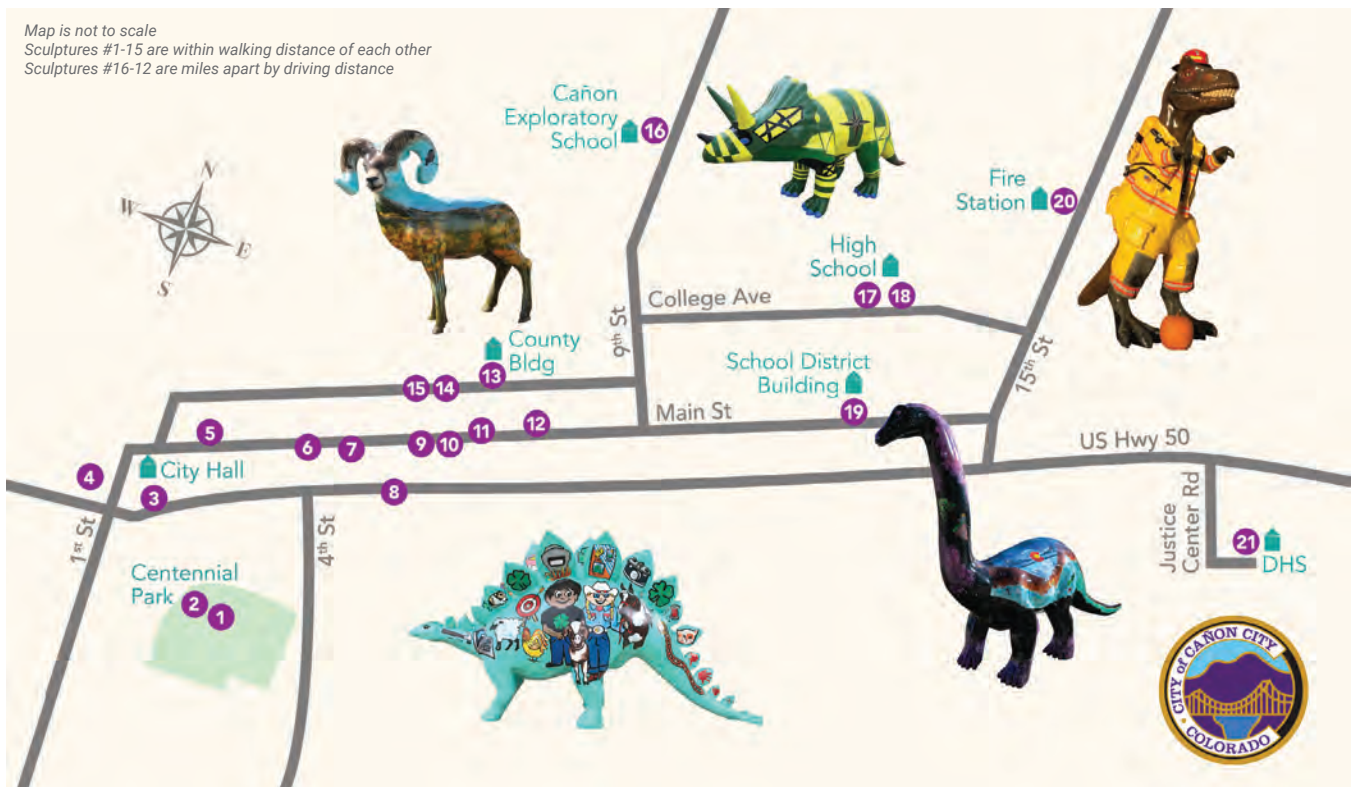 Map is not to scale
Sculptures #1-15 are within walking distance of each other
Sculptures #16-12 are miles apart by driving distance
N
W
E
S
Cañon
Exploratory
School
16
Fire
Station
20
High
School
17
18
College Ave
9th St
15th St
County
Bldg
13
15
14
School District
Building
19
Main St
12
11
10
9
7
6
5
US Hwy 50
4
City Hall
3
8
1st St
4th St
Centennial
Park
2
1
Justice
Center Rd
21
DHS
CITY of CAÑON CITY
COLORADO